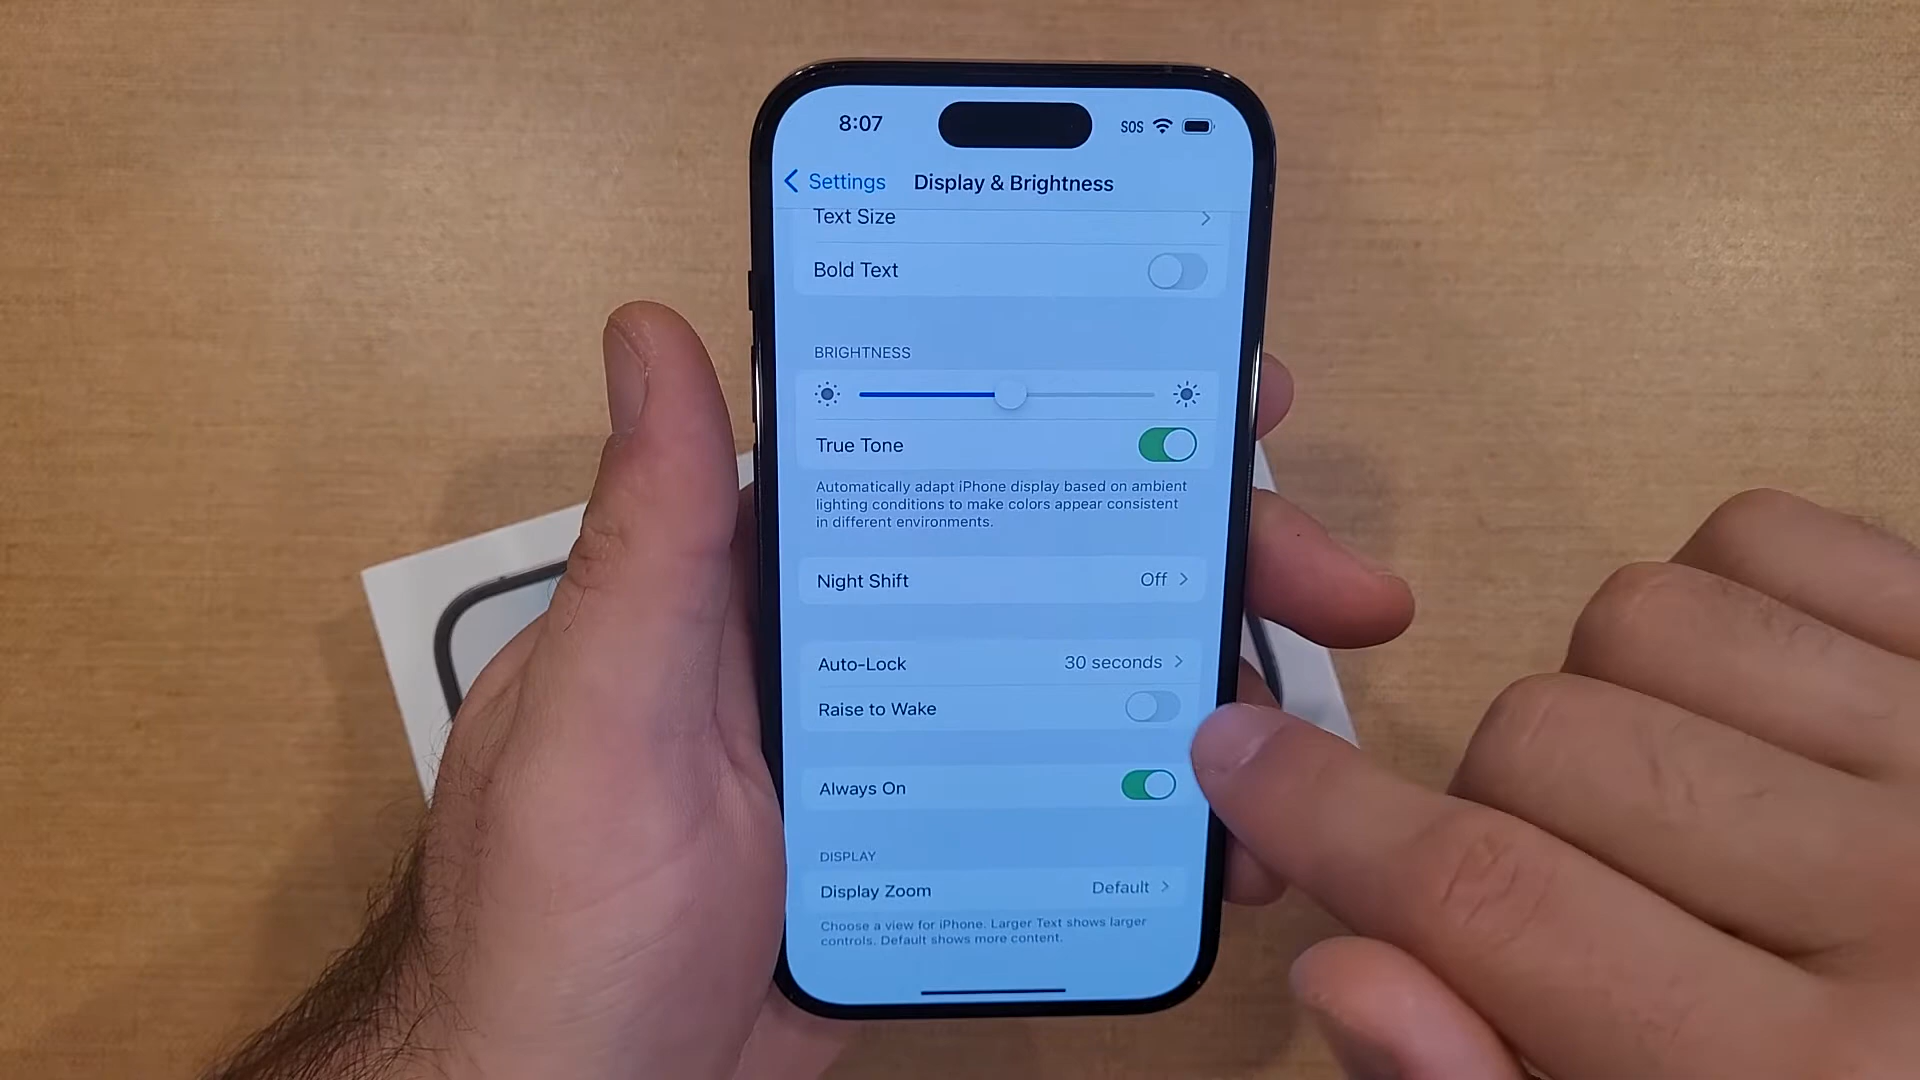 8:07 SOS
Settings Display & Brightness
Text Size
Bold Text
BRIGHTNESS
True Tone
Automatically adapt iPhone display based on ambient
lighting conditions to make colors appear consistent
in different environments.
Night Shift Off
Auto-Lock 30 seconds
Raise to Wake
Always On
DISPLAY
Display Zoom Default
Choose a view for iPhone. Larger Text shows larger
controls. Default shows more content.